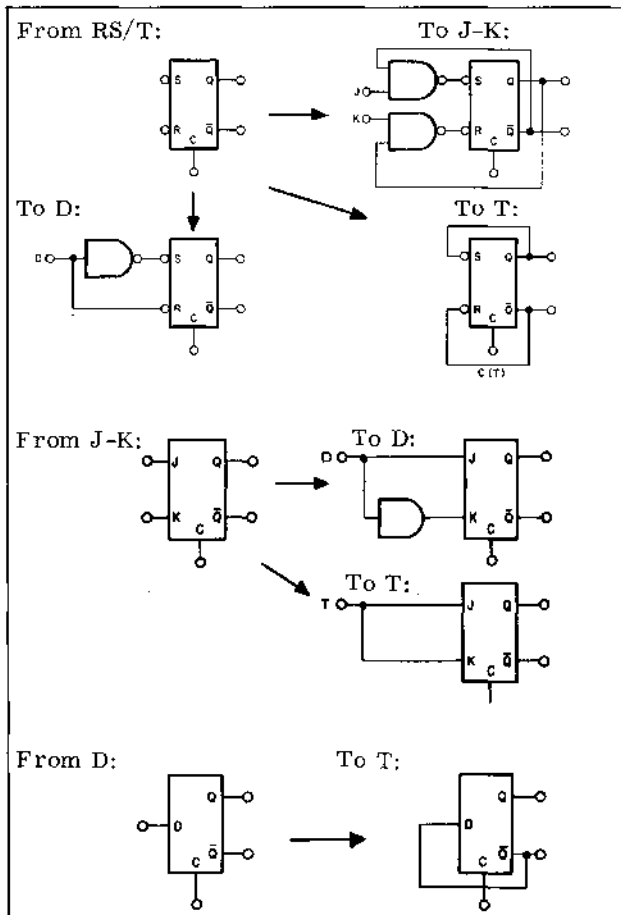 From RS/T: To J-K:
S Q
R Q̅
C
J S Q
K R Q̅
C
To D: To T:
D S Q
R Q̅
C
S Q
R Q̅
C
C (T)
From J-K: To D:
J Q
K Q̅
C
D J Q
K Q̅
C
To T:
T J Q
K Q̅
C
From D: To T:
Q
D
Q̅
C
Q
D
Q̅
C